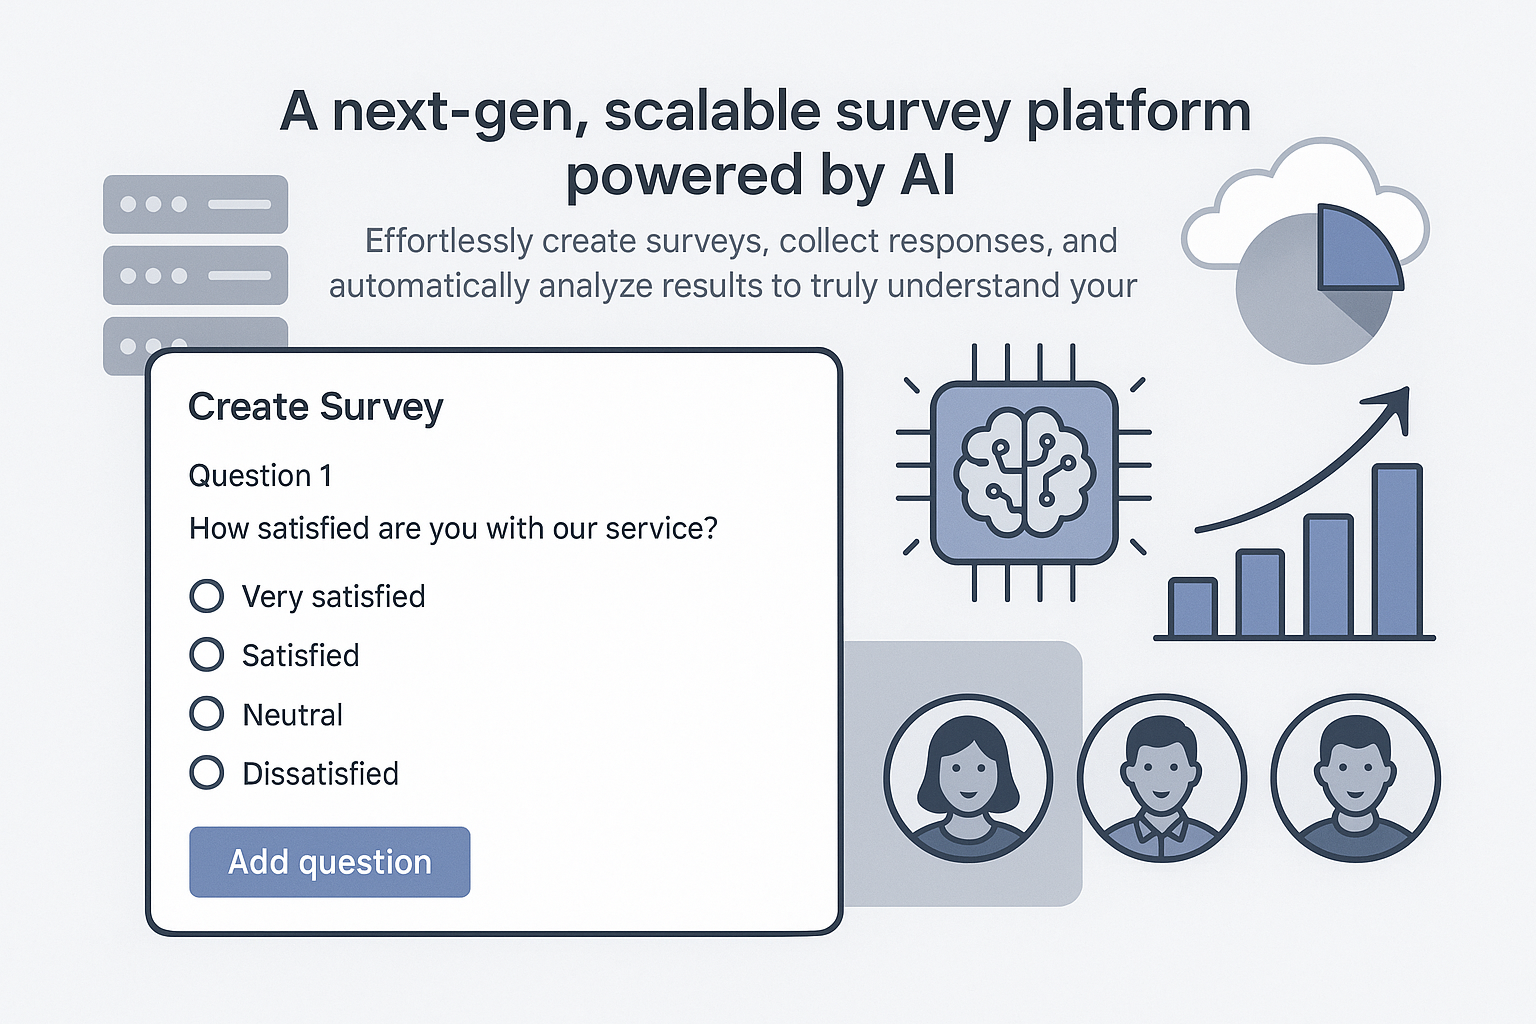 A next-gen, scalable survey platform
powered by AI
Effortlessly create surveys, collect responses, and
automatically analyze results to truly understand your
Create Survey
Question 1
How satisfied are you with our service?
Very satisfied
Satisfied
Neutral
Dissatisfied
Add question